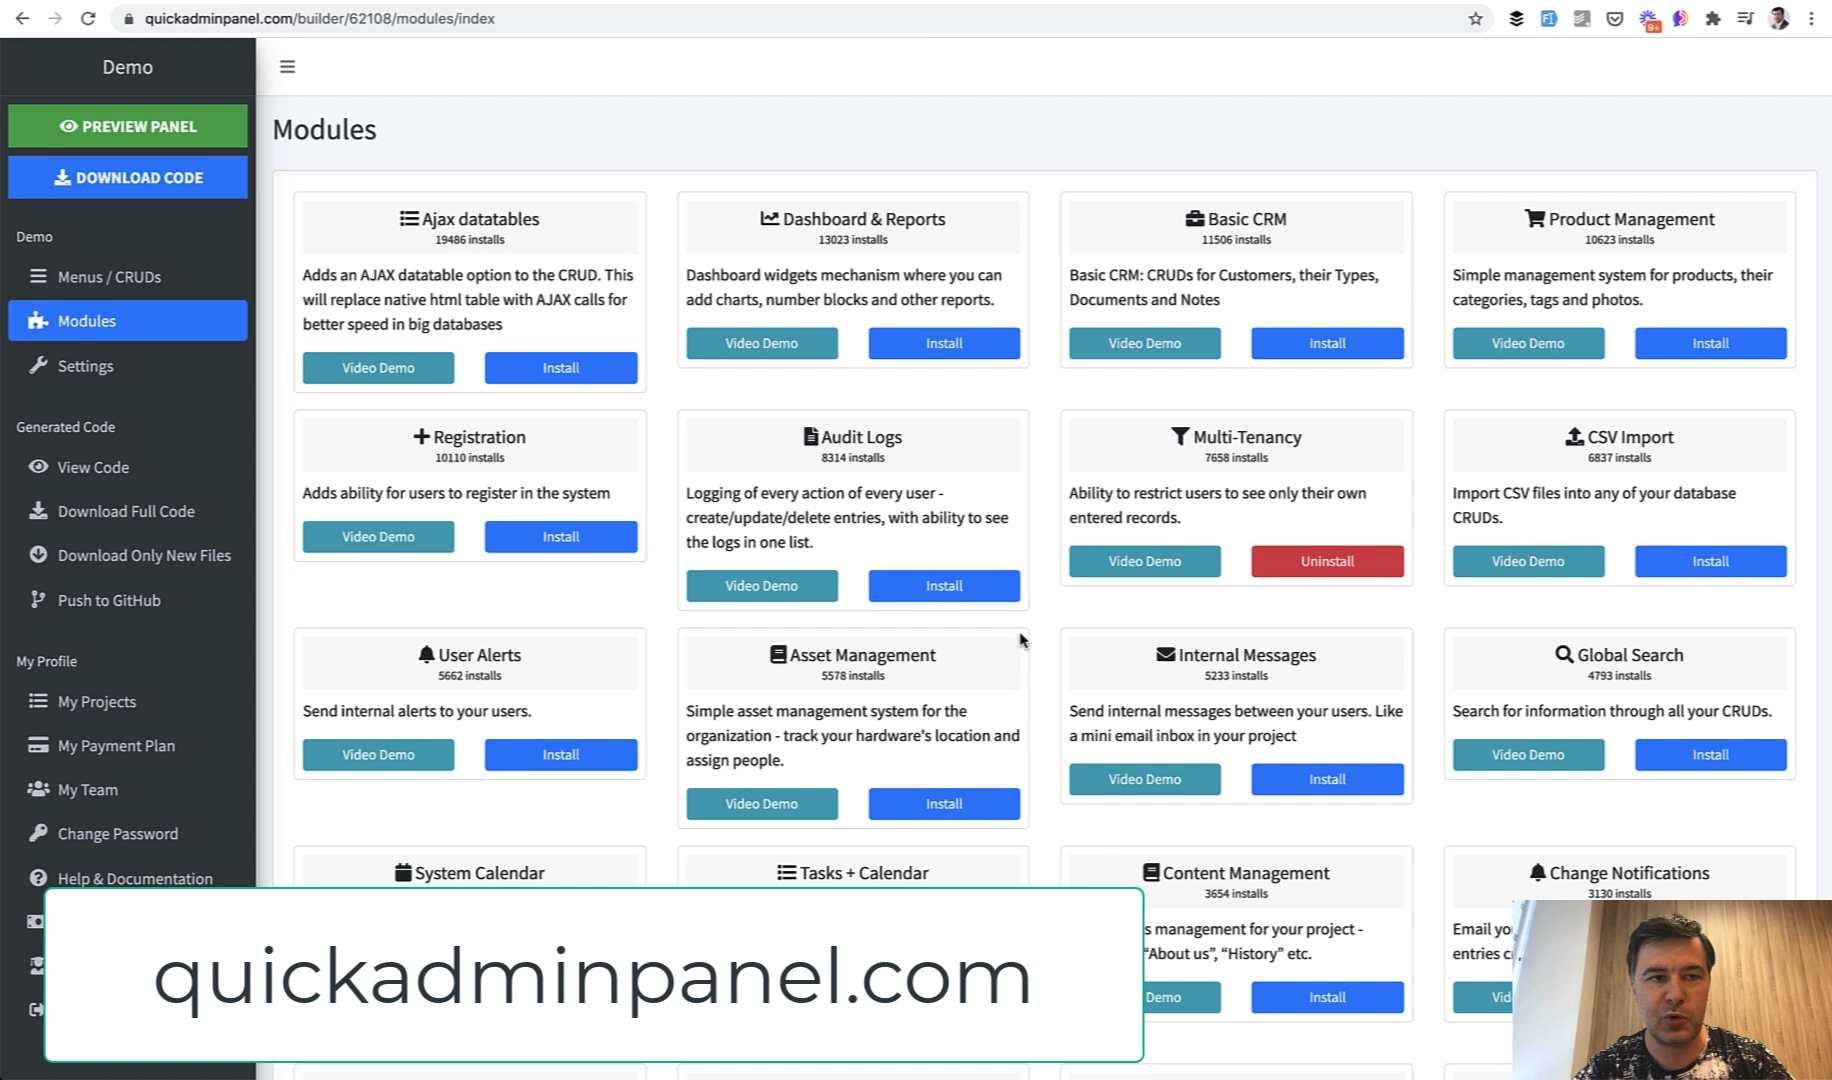 quickadminpanel.com/builder/62108/modules/index
9+
Demo
PREVIEW PANEL
DOWNLOAD CODE
Demo
Menus / CRUDs
Modules
Settings
Generated Code
View Code
Download Full Code
Download Only New Files
Push to GitHub
My Profile
My Projects
My Payment Plan
My Team
Change Password
Help & Documentation
Modules
Ajax datatables
19486 installs
Adds an AJAX datatable option to the CRUD. This
will replace native html table with AJAX calls for
better speed in big databases
Video Demo
Install
Dashboard & Reports
13023 installs
Dashboard widgets mechanism where you can
add charts, number blocks and other reports.
Video Demo
Install
Basic CRM
11506 installs
Basic CRM: CRUDs for Customers, their Types,
Documents and Notes
Video Demo
Install
Product Management
10623 installs
Simple management system for products, their
categories, tags and photos.
Video Demo
Install
Registration
10110 installs
Adds ability for users to register in the system
Video Demo
Install
Audit Logs
8314 installs
Logging of every action of every user -
create/update/delete entries, with ability to see
the logs in one list.
Video Demo
Install
Multi-Tenancy
7658 installs
Ability to restrict users to see only their own
entered records.
Video Demo
Uninstall
CSV Import
6837 installs
Import CSV files into any of your database
CRUDs.
Video Demo
Install
User Alerts
5662 installs
Send internal alerts to your users.
Video Demo
Install
Asset Management
5578 installs
Simple asset management system for the
organization - track your hardware's location and
assign people.
Video Demo
Install
Internal Messages
5233 installs
Send internal messages between your users. Like
a mini email inbox in your project
Video Demo
Install
Global Search
4793 installs
Search for information through all your CRUDs.
Video Demo
Install
System Calendar
Tasks + Calendar
Content Management
3654 installs
s management for your project -
“About us”, “History” etc.
Demo
Install
Change Notifications
3130 installs
Email you
entries c
Vid
quickadminpanel.com